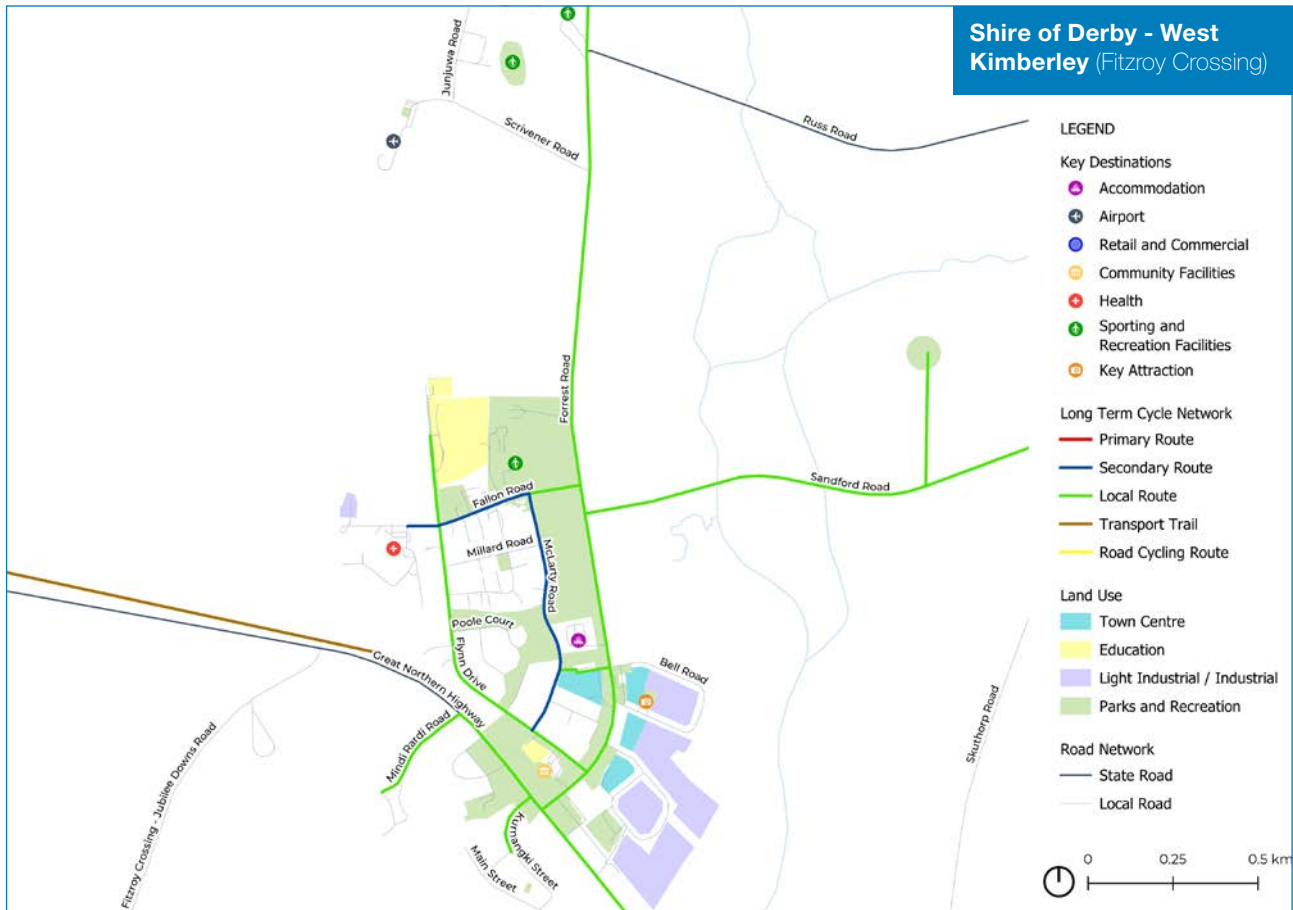 Shire of Derby - West
Kimberley (Fitzroy Crossing)
LEGEND
Key Destinations
Accommodation
Airport
Retail and Commercial
Community Facilities
Health
Sporting and
Recreation Facilities
Key Attraction
Long Term Cycle Network
Primary Route
Secondary Route
Local Route
Transport Trail
Road Cycling Route
Land Use
Town Centre
Education
Light Industrial / Industrial
Parks and Recreation
Road Network
State Road
Local Road
0 0.25 0.5 km
Junjuwa Road
Scrivener Road
Russ Road
Forrest Road
Sandford Road
Fallon Road
Millard Road
McLarty Road
Poole Court
Flynn Drive
Great Northern Highway
Bell Road
Mindi Rardi Road
Fitzroy Crossing - Jubilee Downs Road
Kurnangki Street
Main Street
Skuthorp Road